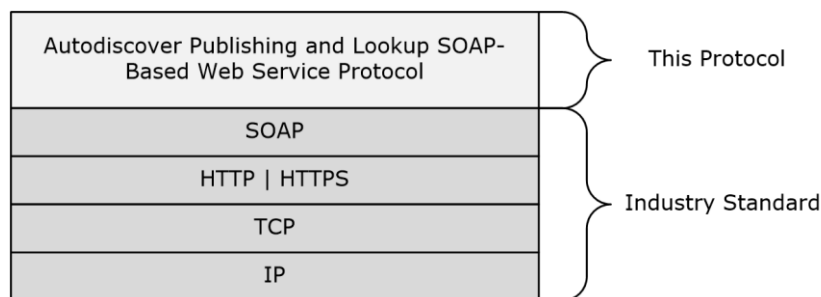 Autodiscover Publishing and Lookup SOAP-
Based Web Service Protocol
This Protocol
SOAP
HTTP | HTTPS
TCP
IP
Industry Standard